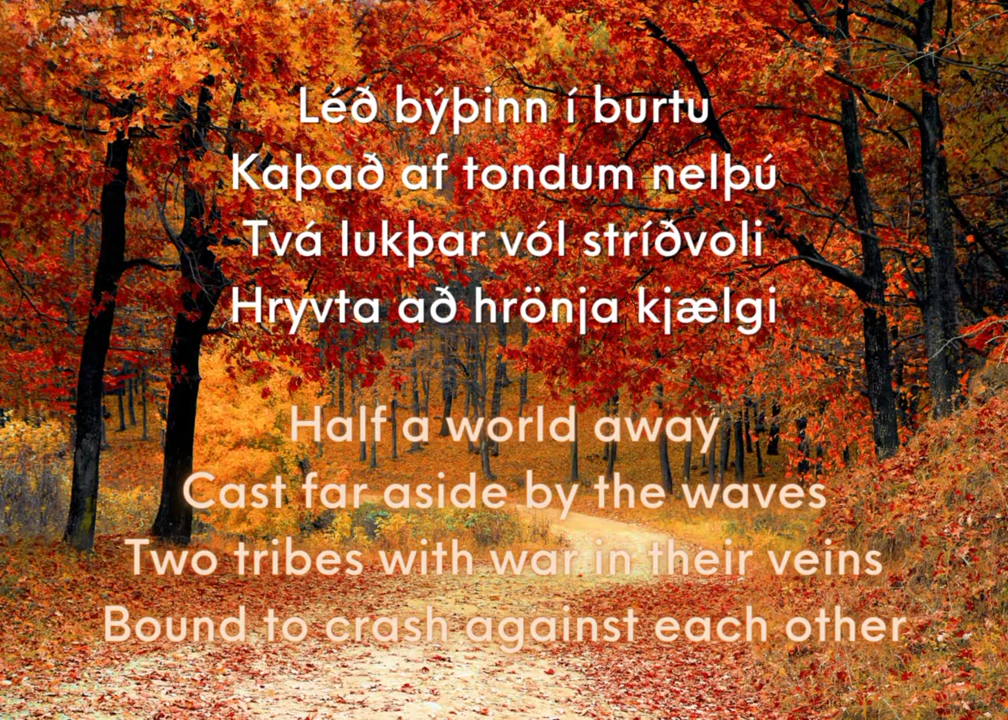 Léð býþinn í burtu
Kaþað af tondum nelþú
Tvá lukþar vól stríðvoli
Hryvta að hrönja kjælgi
Half a world away
Cast far aside by the waves
Two tribes with war in their veins
Bound to crash against each other